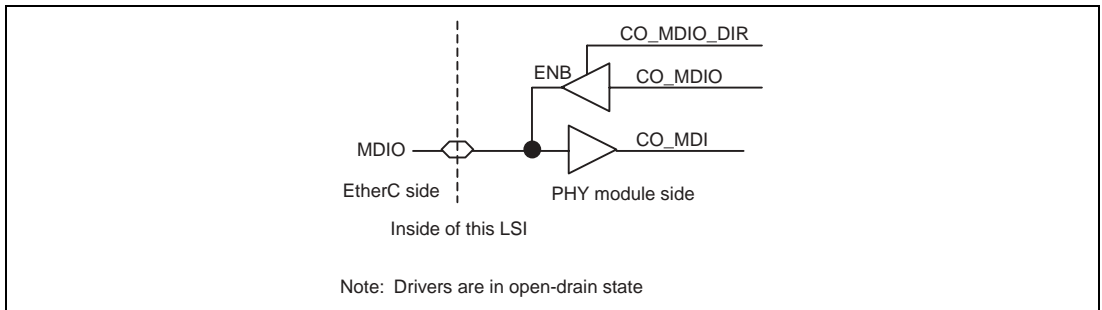 CO_MDIO_DIR
ENB
CO_MDIO
MDIO
CO_MDI
EtherC side
PHY module side
Inside of this LSI
Note: Drivers are in open-drain state